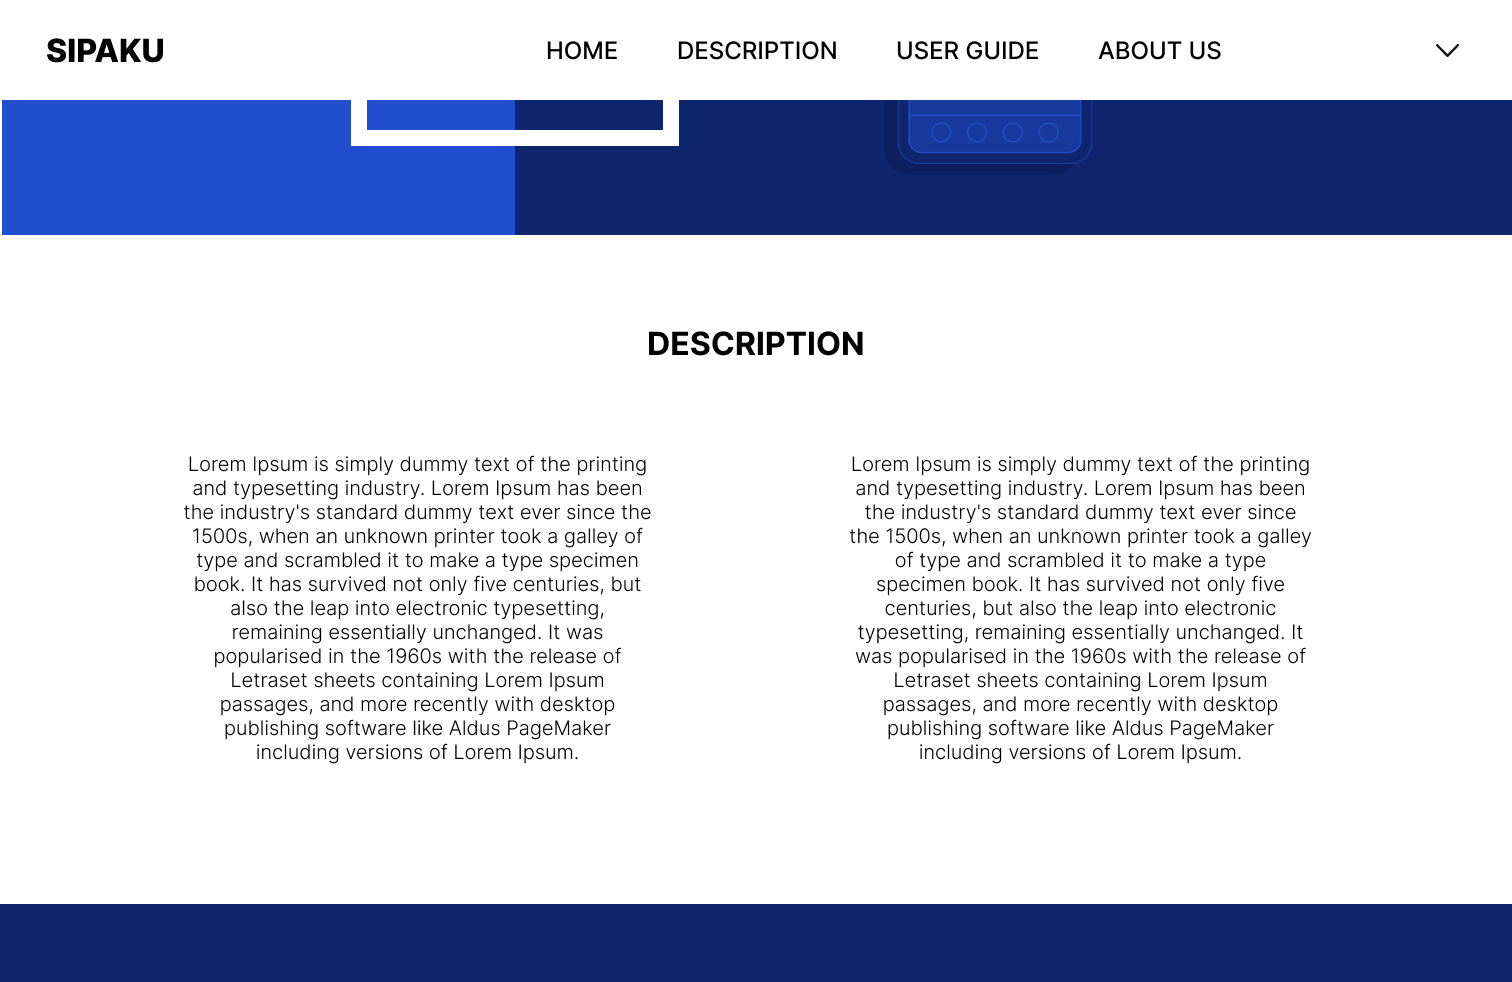 SIPAKU
HOME
DESCRIPTION
USER GUIDE
ABOUT US
DESCRIPTION
Lorem Ipsum is simply dummy text of the printing
and typesetting industry. Lorem Ipsum has been
the industry's standard dummy text ever since the
1500s, when an unknown printer took a galley of
type and scrambled it to make a type specimen
book. It has survived not only five centuries, but
also the leap into electronic typesetting,
remaining essentially unchanged. It was
popularised in the 1960s with the release of
Letraset sheets containing Lorem Ipsum
passages, and more recently with desktop
publishing software like Aldus PageMaker
including versions of Lorem Ipsum.
Lorem Ipsum is simply dummy text of the printing
and typesetting industry. Lorem Ipsum has been
the industry's standard dummy text ever since
the 1500s, when an unknown printer took a galley
of type and scrambled it to make a type
specimen book. It has survived not only five
centuries, but also the leap into electronic
typesetting, remaining essentially unchanged. It
was popularised in the 1960s with the release of
Letraset sheets containing Lorem Ipsum
passages, and more recently with desktop
publishing software like Aldus PageMaker
including versions of Lorem Ipsum.